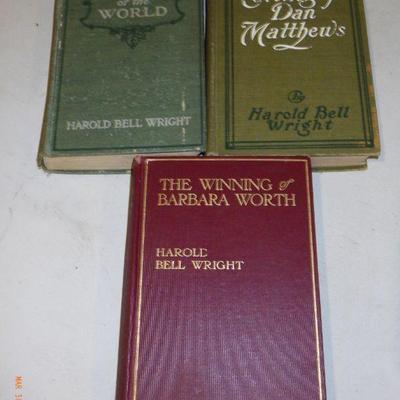 of the
WORLD
HAROLD BELL WRIGHT
Dan
Matthews
By
Harold Bell
Wright
THE WINNING of
BARBARA WORTH
HAROLD
BELL WRIGHT
MAR